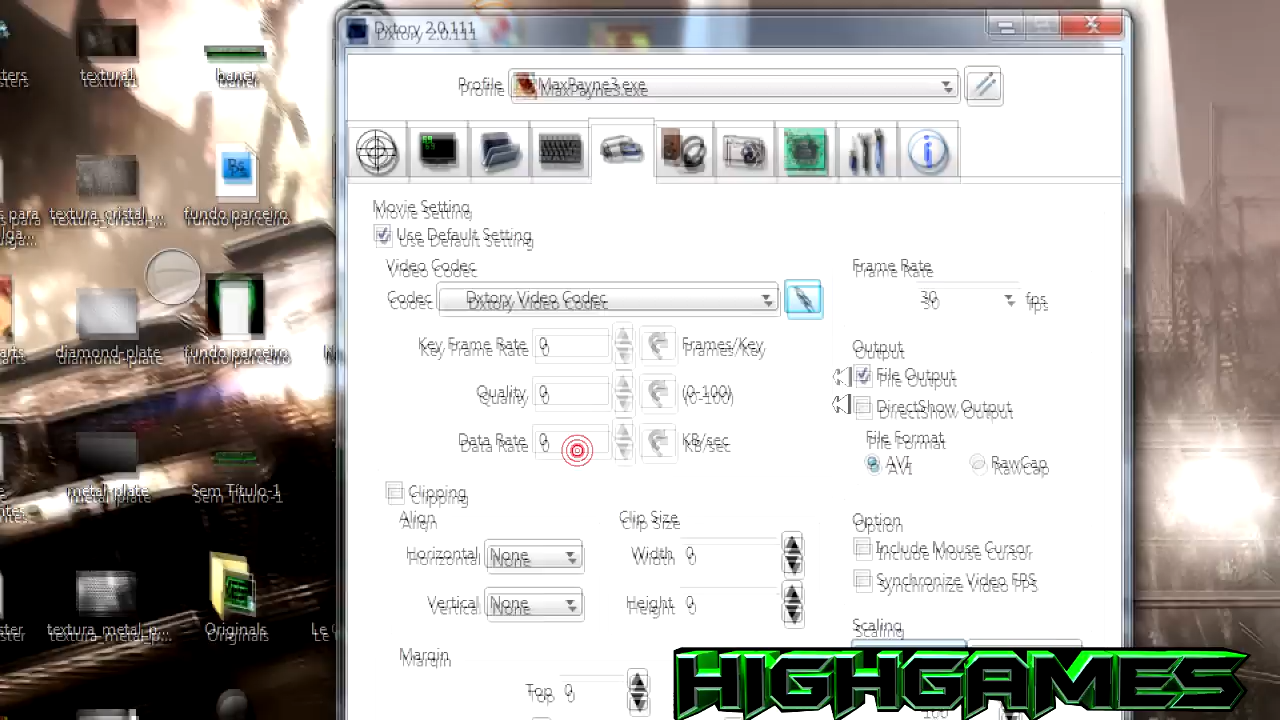 Dxtory 2.0.111
Profile MaxPayne3.exe
Movie Setting
Use Default Setting
Video Codec
Codec Dxtory Video Codec
Key Frame Rate 0 Frames/Key
Quality 0 (0-100)
Data Rate 0 KB/sec
Clipping
Align
Horizontal None
Vertical None
Clip Size
Width 0
Height 0
Margin
Top 0
Frame Rate
30 fps
Output
File Output
DirectShow Output
File Format
AVI RawCap
Option
Include Mouse Cursor
Synchronize Video FPS
Scaling
100
textura1
baner
textura_cristal_...
fundo parceiro
diamond-plate
fundo parceiro
metal-plate
Sem Título-1
textura_metal_p...
Originals
HIGHGAMES